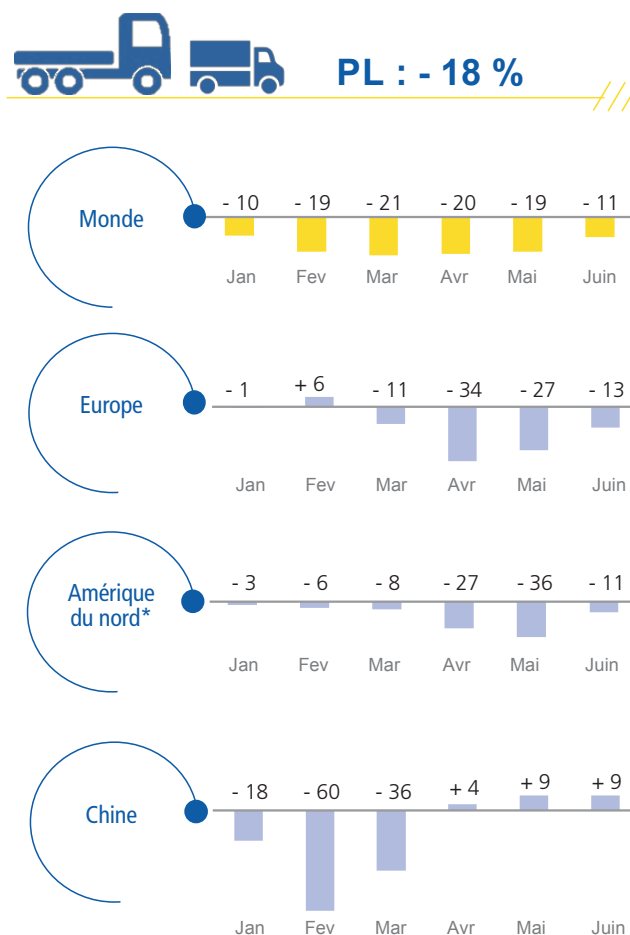 PL : - 18 %
Monde
- 10 - 19 - 21 - 20 - 19 - 11
Jan Fev Mar Avr Mai Juin
Europe
- 1 + 6 - 11 - 34 - 27 - 13
Jan Fev Mar Avr Mai Juin
Amérique
du nord*
- 3 - 6 - 8 - 27 - 36 - 11
Jan Fev Mar Avr Mai Juin
Chine
- 18 - 60 - 36 + 4 + 9 + 9
Jan Fev Mar Avr Mai Juin